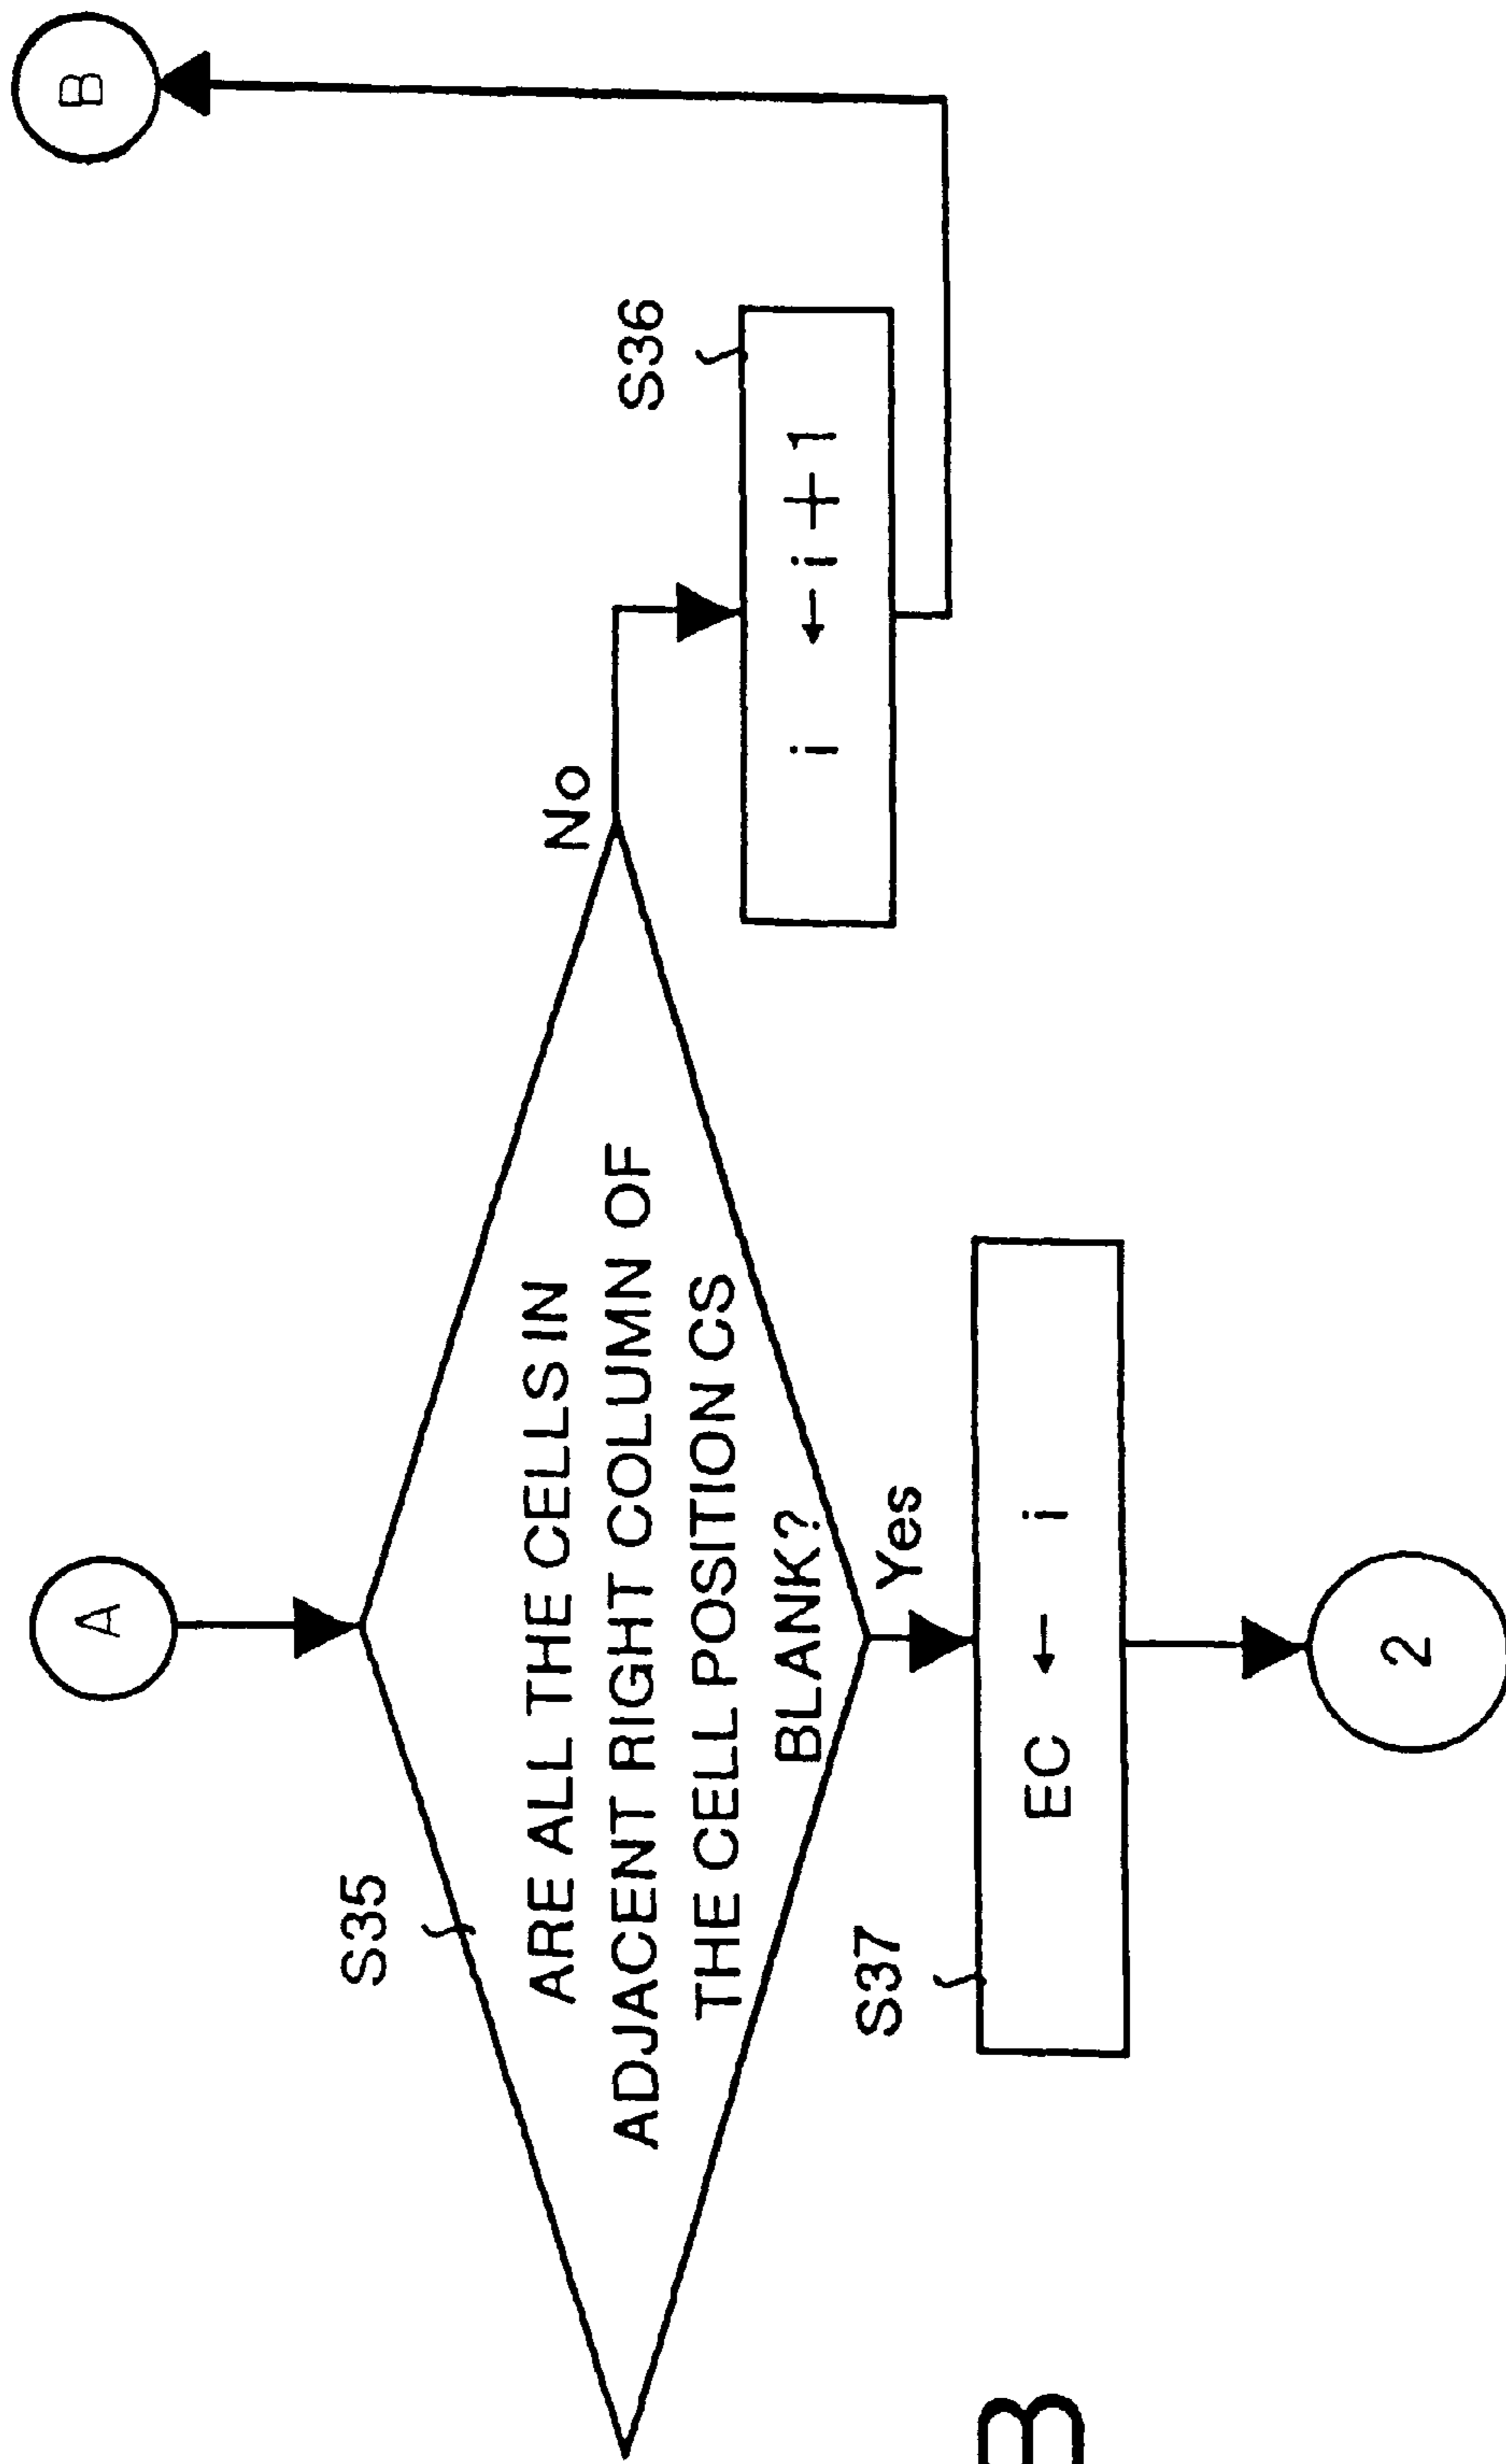 A
B
S35
ARE ALL THE CELLS IN
ADJACENT RIGHT COLUMN OF
THE CELL POSITION CS
BLANK?
No
S36
i ← i + 1
Yes
S37
EC ← i
2
B